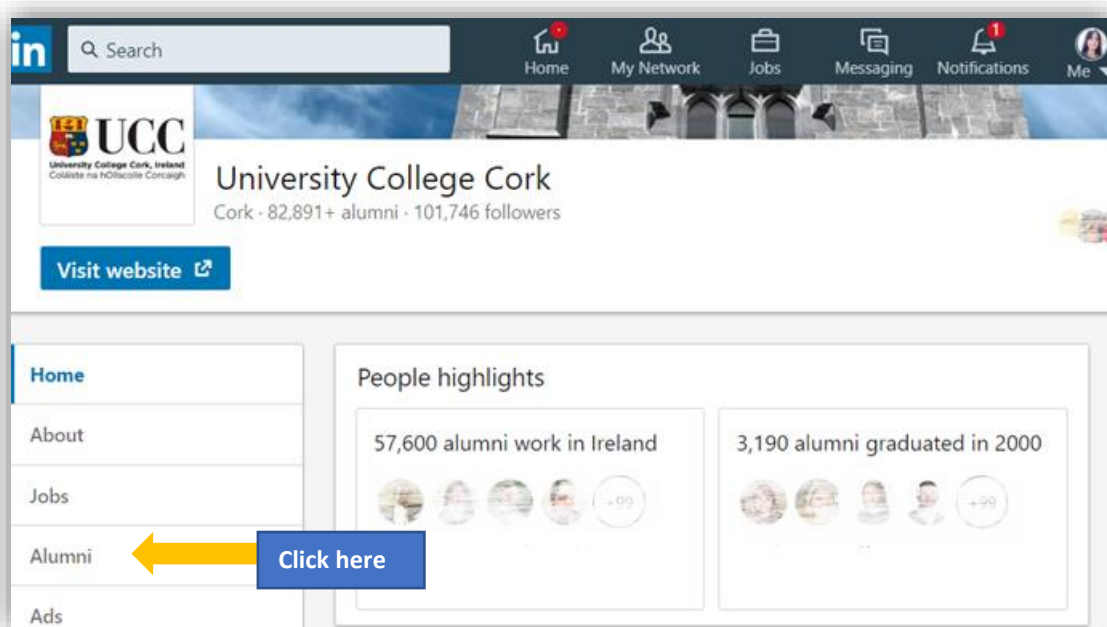 in
Search
Home
My Network
Jobs
Messaging
Notifications
1
Me
UCC
University College Cork, Ireland
Coláiste na hOllscoile Corcaigh
University College Cork
Cork · 82,891+ alumni · 101,746 followers
Visit website
Home
About
Jobs
Alumni
Ads
Click here
People highlights
57,600 alumni work in Ireland
+99
3,190 alumni graduated in 2000
+99